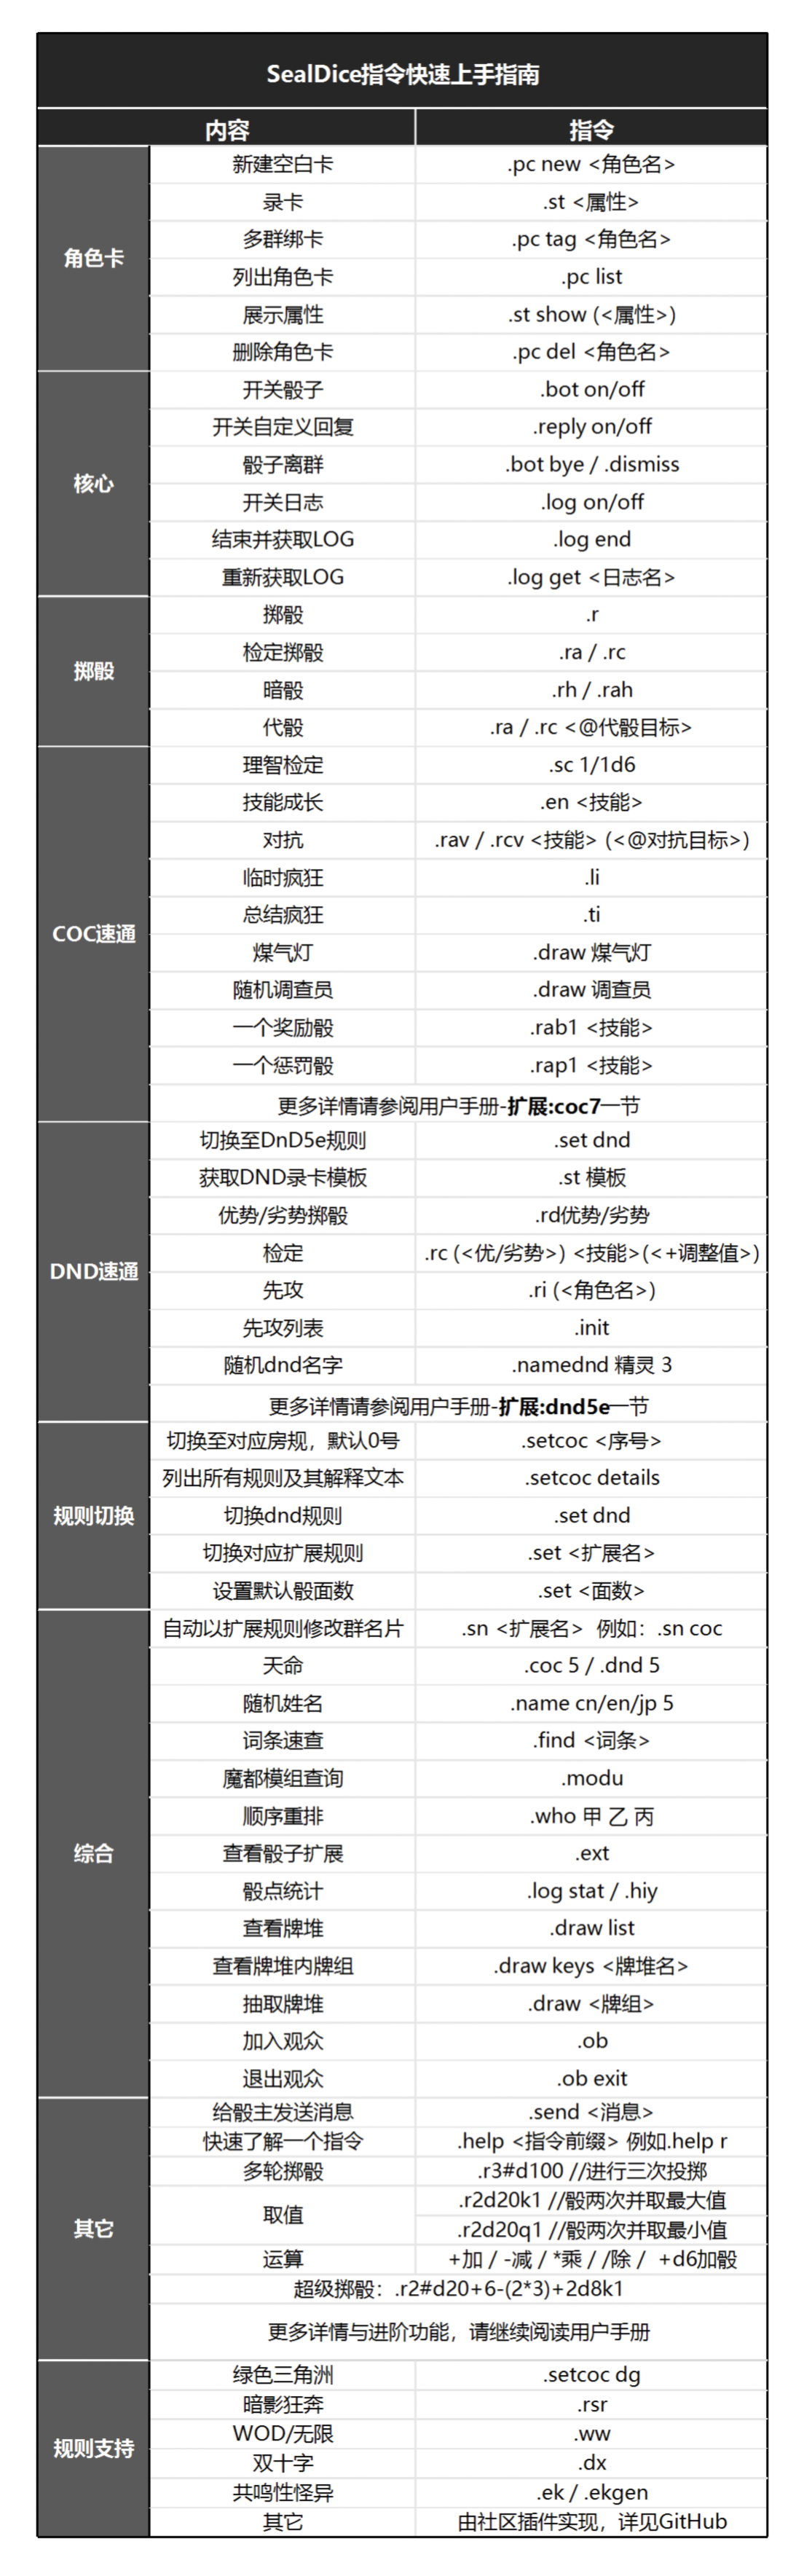 SealDice指令快速上手指南
内容 指令
角色卡
新建空白卡 .pc new <角色名>
录卡 .st <属性>
多群绑卡 .pc tag <角色名>
列出角色卡 .pc list
展示属性 .st show (<属性>)
删除角色卡 .pc del <角色名>
核心
开关骰子 .bot on/off
开关自定义回复 .reply on/off
骰子离群 .bot bye / .dismiss
开关日志 .log on/off
结束并获取LOG .log end
重新获取LOG .log get <日志名>
掷骰
掷骰 .r
检定掷骰 .ra / .rc
暗骰 .rh / .rah
代骰 .ra / .rc <@代骰目标>
COC速通
理智检定 .sc 1/1d6
技能成长 .en <技能>
对抗 .rav / .rcv <技能> (<@对抗目标>)
临时疯狂 .li
总结疯狂 .ti
煤气灯 .draw 煤气灯
随机调查员 .draw 调查员
一个奖励骰 .rab1 <技能>
一个惩罚骰 .rap1 <技能>
更多详情请参阅用户手册-扩展:coc7一节
DND速通
切换至DnD5e规则 .set dnd
获取DND录卡模板 .st 模板
优势/劣势掷骰 .rd优势/劣势
检定 .rc (<优/劣势>) <技能>(<+调整值>)
先攻 .ri (<角色名>)
先攻列表 .init
随机dnd名字 .namednd 精灵 3
更多详情请参阅用户手册-扩展:dnd5e一节
规则切换
切换至对应房规，默认0号 .setcoc <序号>
列出所有规则及其解释文本 .setcoc details
切换dnd规则 .set dnd
切换对应扩展规则 .set <扩展名>
设置默认骰面数 .set <面数>
综合
自动以扩展规则修改群名片 .sn <扩展名> 例如：.sn coc
天命 .coc 5 / .dnd 5
随机姓名 .name cn/en/jp 5
词条速查 .find <词条>
魔都模组查询 .modu
顺序重排 .who 甲 乙 丙
查看骰子扩展 .ext
骰点统计 .log stat / .hiy
查看牌堆 .draw list
查看牌堆内牌组 .draw keys <牌堆名>
抽取牌堆 .draw <牌组>
加入观众 .ob
退出观众 .ob exit
其它
给骰主发送消息 .send <消息>
快速了解一个指令 .help <指令前缀> 例如.help r
多轮掷骰 .r3#d100 //进行三次投掷
取值 .r2d20k1 //骰两次并取最大值
.r2d20q1 //骰两次并取最小值
运算 +加 / -减 / *乘 / /除 / +d6加骰
超级掷骰：.r2#d20+6-(2*3)+2d8k1
更多详情与进阶功能，请继续阅读用户手册
规则支持
绿色三角洲 .setcoc dg
暗影狂奔 .rsr
WOD/无限 .ww
双十字 .dx
共鸣性怪异 .ek / .ekgen
其它 由社区插件实现，详见GitHub